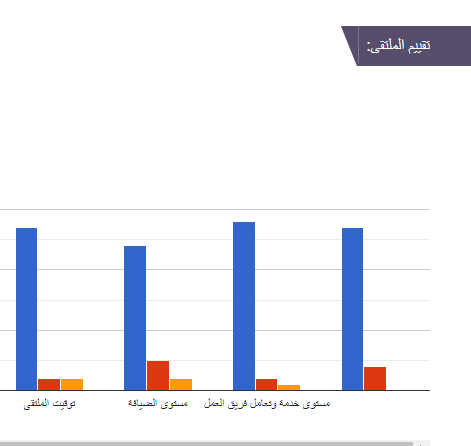 تقييم الملتقى:
مستوى خدمة وتعامل فريق العمل
مستوى الضيافة
توقيت الملتقى